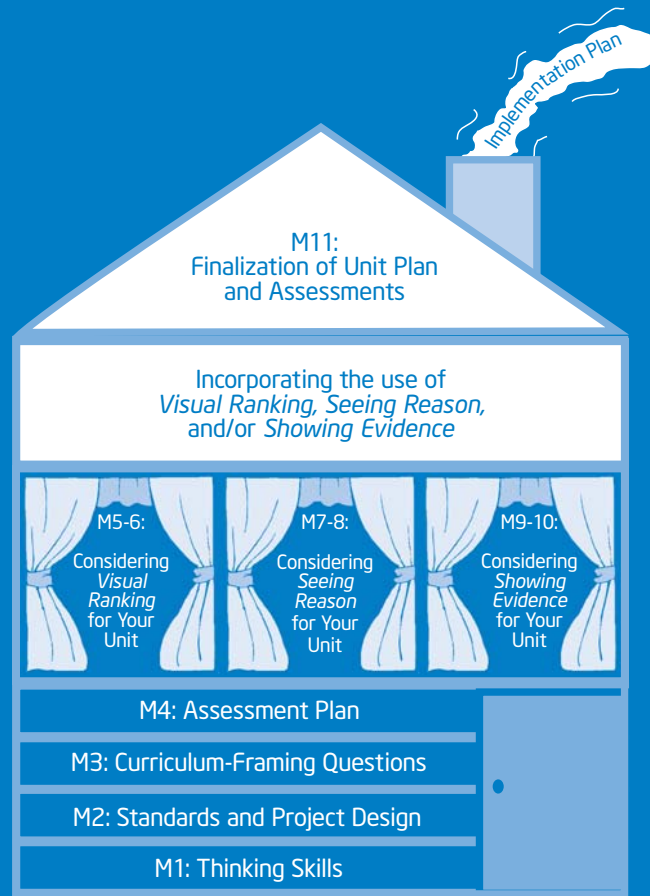 Implementation Plan
M11:
Finalization of Unit Plan
and Assessments
Incorporating the use of
Visual Ranking, Seeing Reason,
and/or Showing Evidence
M5-6:
Considering
Visual
Ranking
for Your
Unit
M7-8:
Considering
Seeing
Reason
for Your
Unit
M9-10:
Considering
Showing
Evidence
for Your
Unit
M4: Assessment Plan
M3: Curriculum-Framing Questions
M2: Standards and Project Design
M1: Thinking Skills